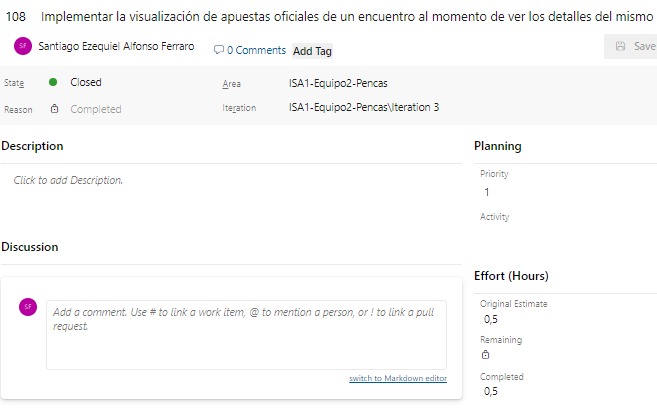 108 Implementar la visualización de apuestas oficiales de un encuentro al momento de ver los detalles del mismo
SF Santiago Ezequiel Alfonso Ferraro 0 Comments Add Tag Save
State Closed Area ISA1-Equipo2-Pencas
Reason Completed Iteration ISA1-Equipo2-Pencas\Iteration 3
Description
Click to add Description.
Planning
Priority
1
Activity
Discussion
SF Add a comment. Use # to link a work item, @ to mention a person, or ! to link a pull
request.
switch to Markdown editor
Effort (Hours)
Original Estimate
0,5
Remaining
Completed
0,5